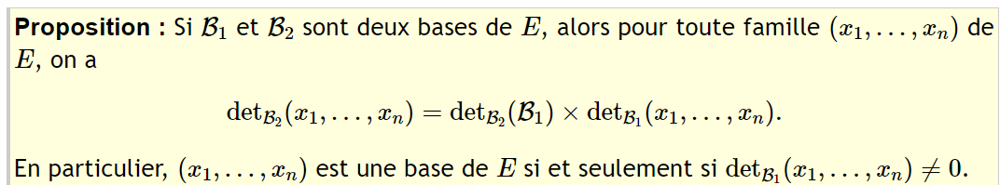 Proposition : Si $\mathcal{B}_1$ et $\mathcal{B}_2$ sont deux bases de $E$, alors pour toute famille $(x_1, \ldots, x_n)$ de
$E$, on a
$\det_{\mathcal{B}_2}(x_1, \ldots, x_n) = \det_{\mathcal{B}_2}(\mathcal{B}_1) \times \det_{\mathcal{B}_1}(x_1, \ldots, x_n).$
En particulier, $(x_1, \ldots, x_n)$ est une base de $E$ si et seulement si $\det_{\mathcal{B}_1}(x_1, \ldots, x_n) \neq 0.$